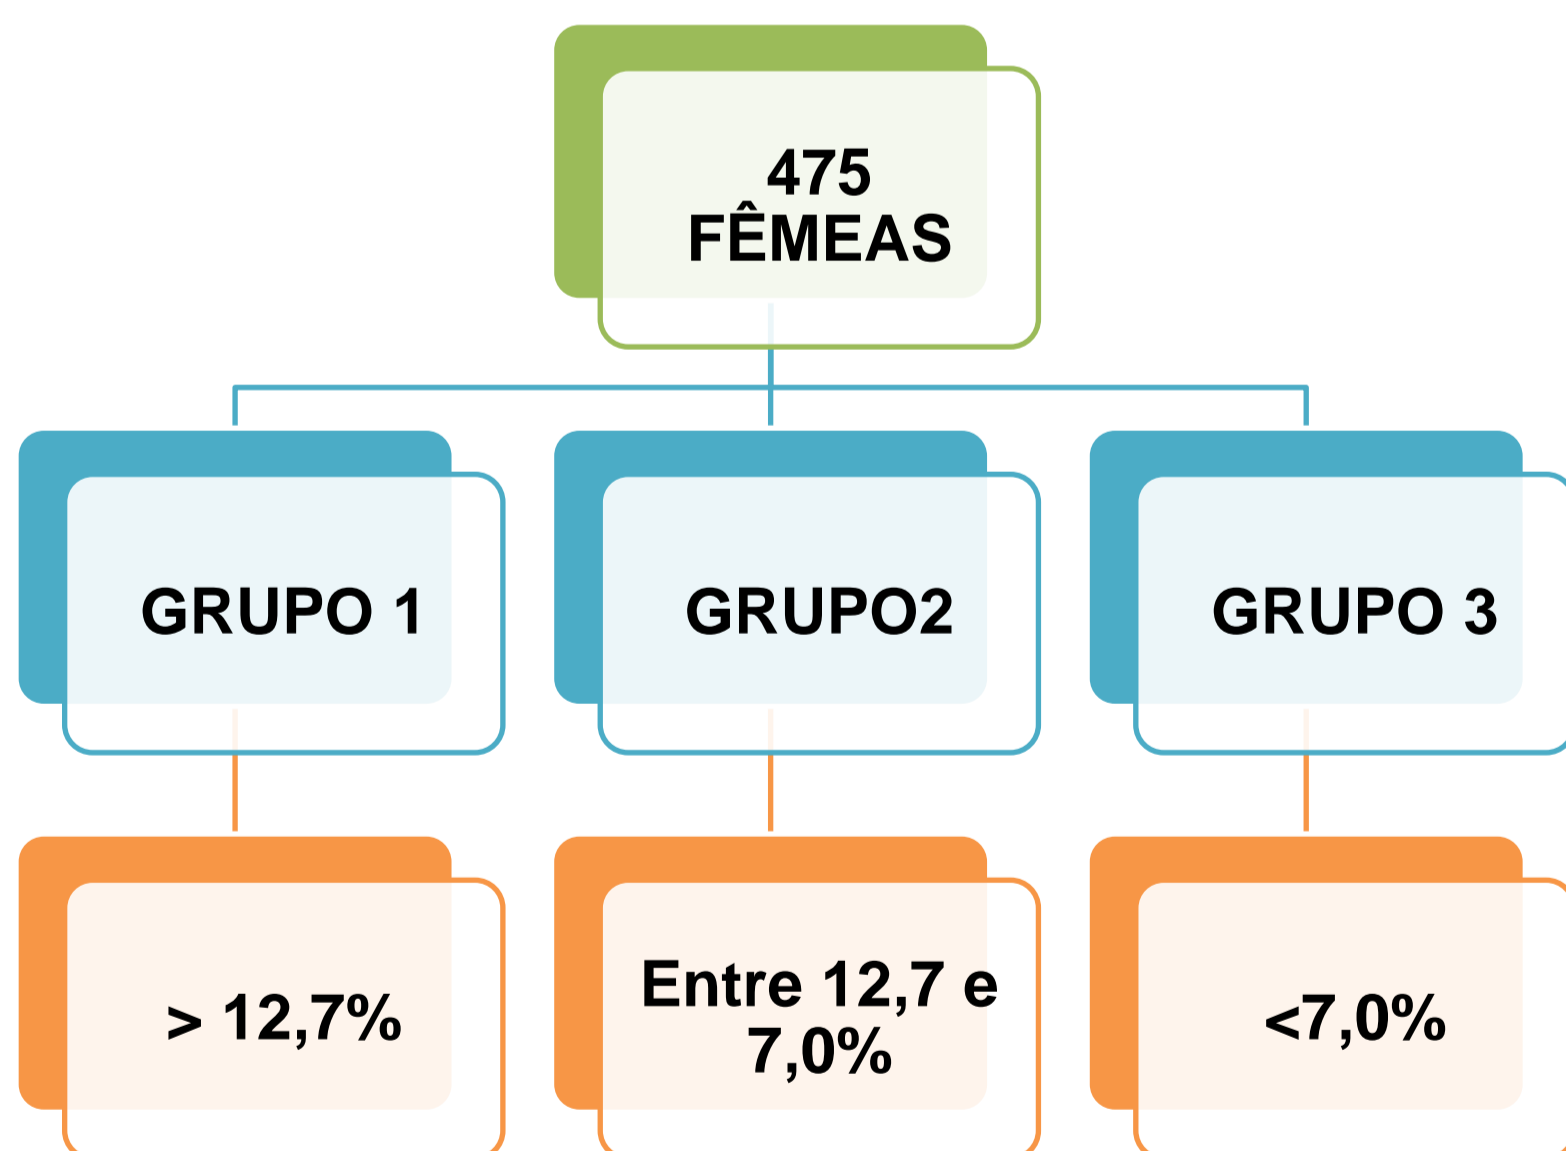 475
FÊMEAS
GRUPO 1
GRUPO2
GRUPO 3
> 12,7%
Entre 12,7 e
7,0%
<7,0%